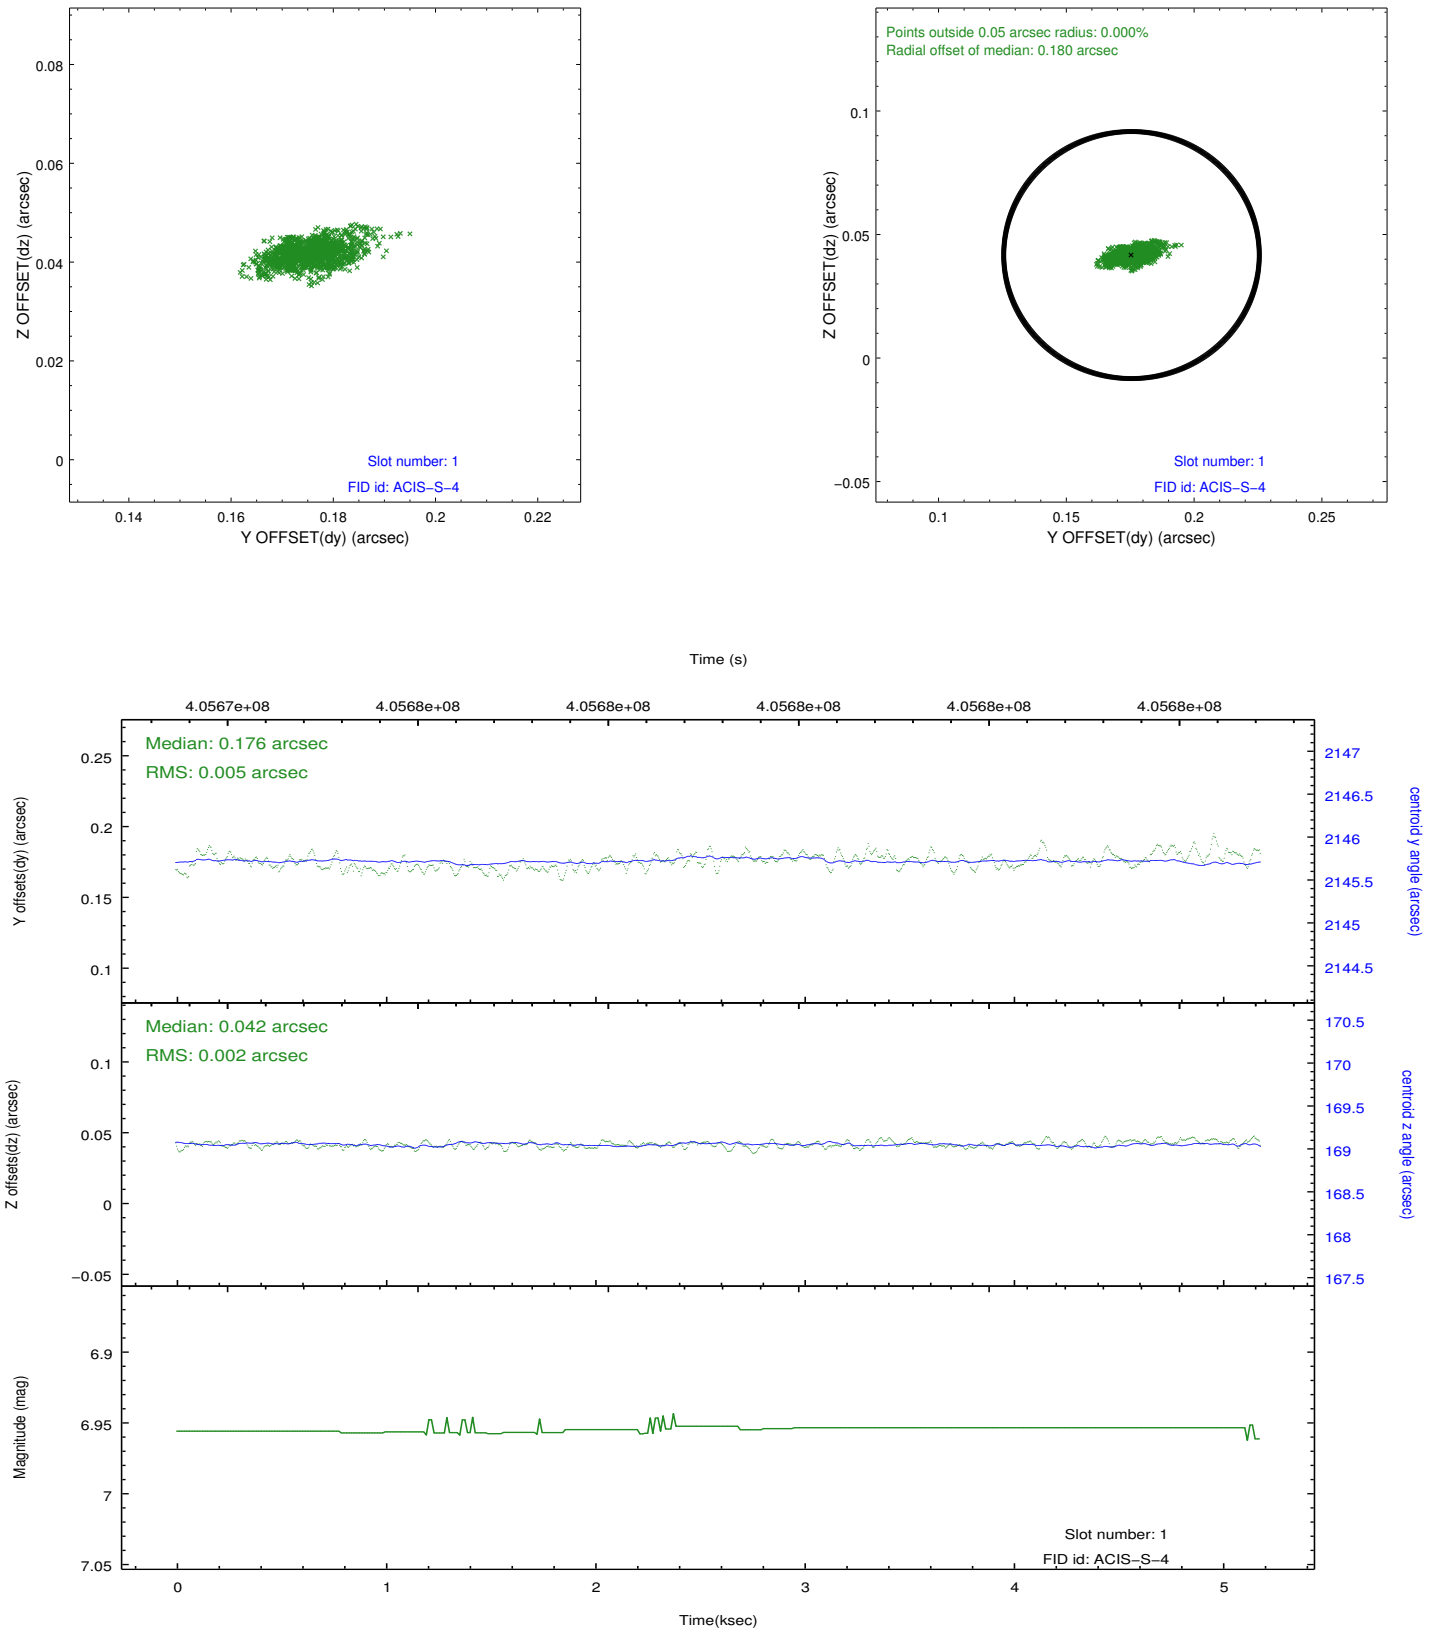 0.08
0.06
0.04
0.02
0
Z OFFSET(dz) (arcsec)
0.14 0.16 0.18 0.2 0.22
Y OFFSET(dy) (arcsec)
Slot number: 1
FID id: ACIS−S−4
Points outside 0.05 arcsec radius: 0.000%
Radial offset of median: 0.180 arcsec
0.1
0.05
0
−0.05
Z OFFSET(dz) (arcsec)
0.1 0.15 0.2 0.25
Y OFFSET(dy) (arcsec)
Slot number: 1
FID id: ACIS−S−4
Time (s)
4.0567e+08 4.0568e+08 4.0568e+08 4.0568e+08 4.0568e+08 4.0568e+08
Median: 0.176 arcsec
RMS: 0.005 arcsec
0.25
0.2
0.15
0.1
Y offsets(dy) (arcsec)
2147
2146.5
2146
2145.5
2145
2144.5
centroid y angle (arcsec)
Median: 0.042 arcsec
RMS: 0.002 arcsec
0.1
0.05
0
−0.05
Z offsets(dz) (arcsec)
170.5
170
169.5
169
168.5
168
167.5
centroid z angle (arcsec)
6.9
6.95
7
7.05
Magnitude (mag)
Slot number: 1
FID id: ACIS−S−4
0 1 2 3 4 5
Time(ksec)